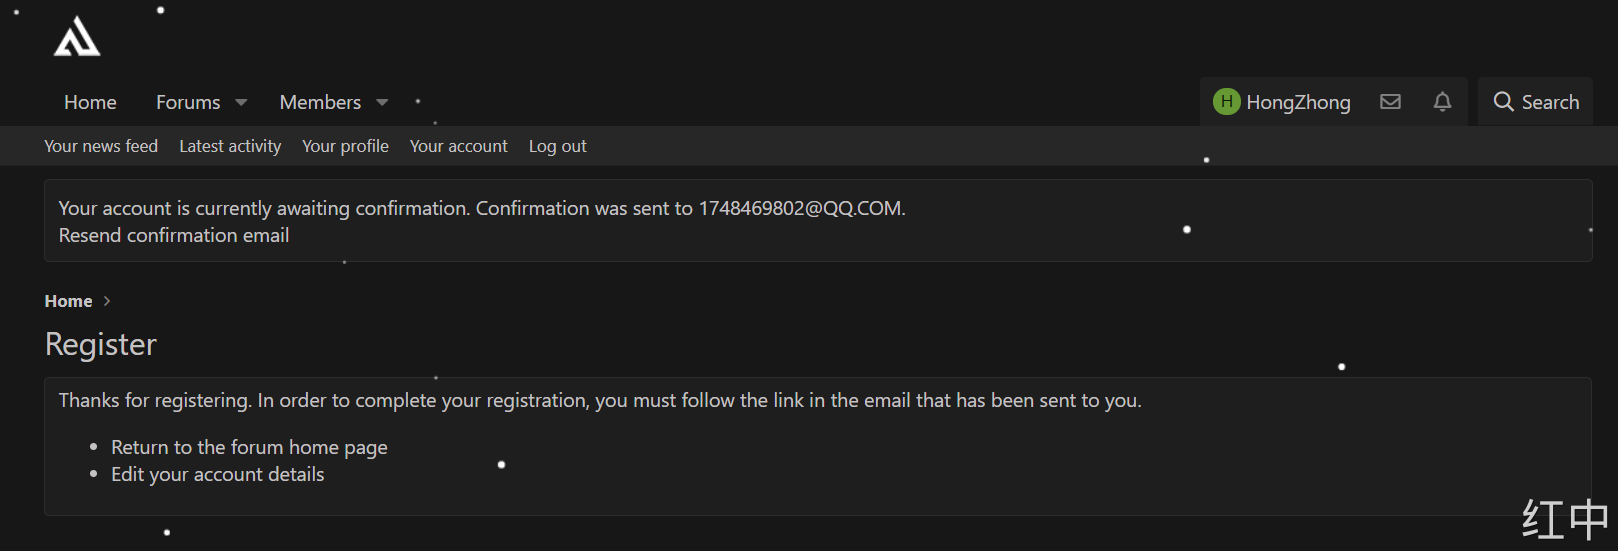 Home Forums Members H HongZhong Search
Your news feed Latest activity Your profile Your account Log out
Your account is currently awaiting confirmation. Confirmation was sent to 1748469802@QQ.COM.
Resend confirmation email
Home
Register
Thanks for registering. In order to complete your registration, you must follow the link in the email that has been sent to you.
Return to the forum home page
Edit your account details
红中